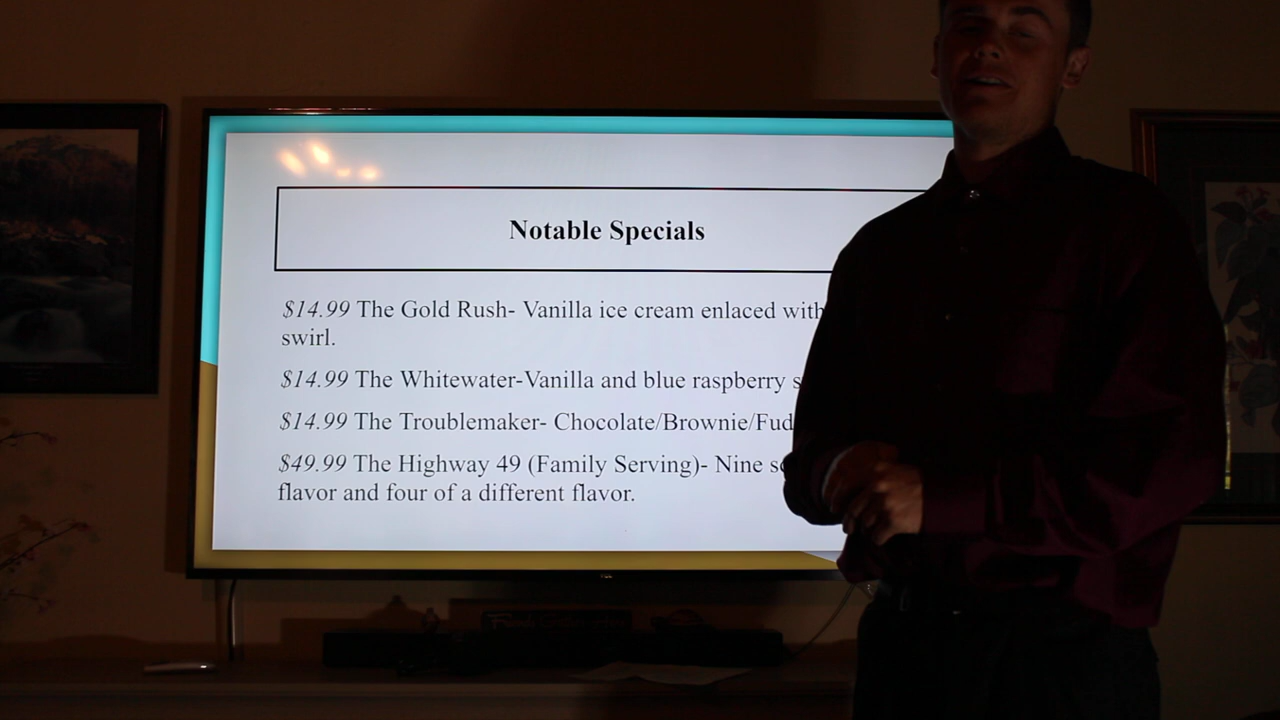 Notable Specials
$14.99 The Gold Rush- Vanilla ice cream enlaced with
swirl.
$14.99 The Whitewater-Vanilla and blue raspberry
$14.99 The Troublemaker- Chocolate/Brownie/Fud
$49.99 The Highway 49 (Family Serving)- Nine
flavor and four of a different flavor.